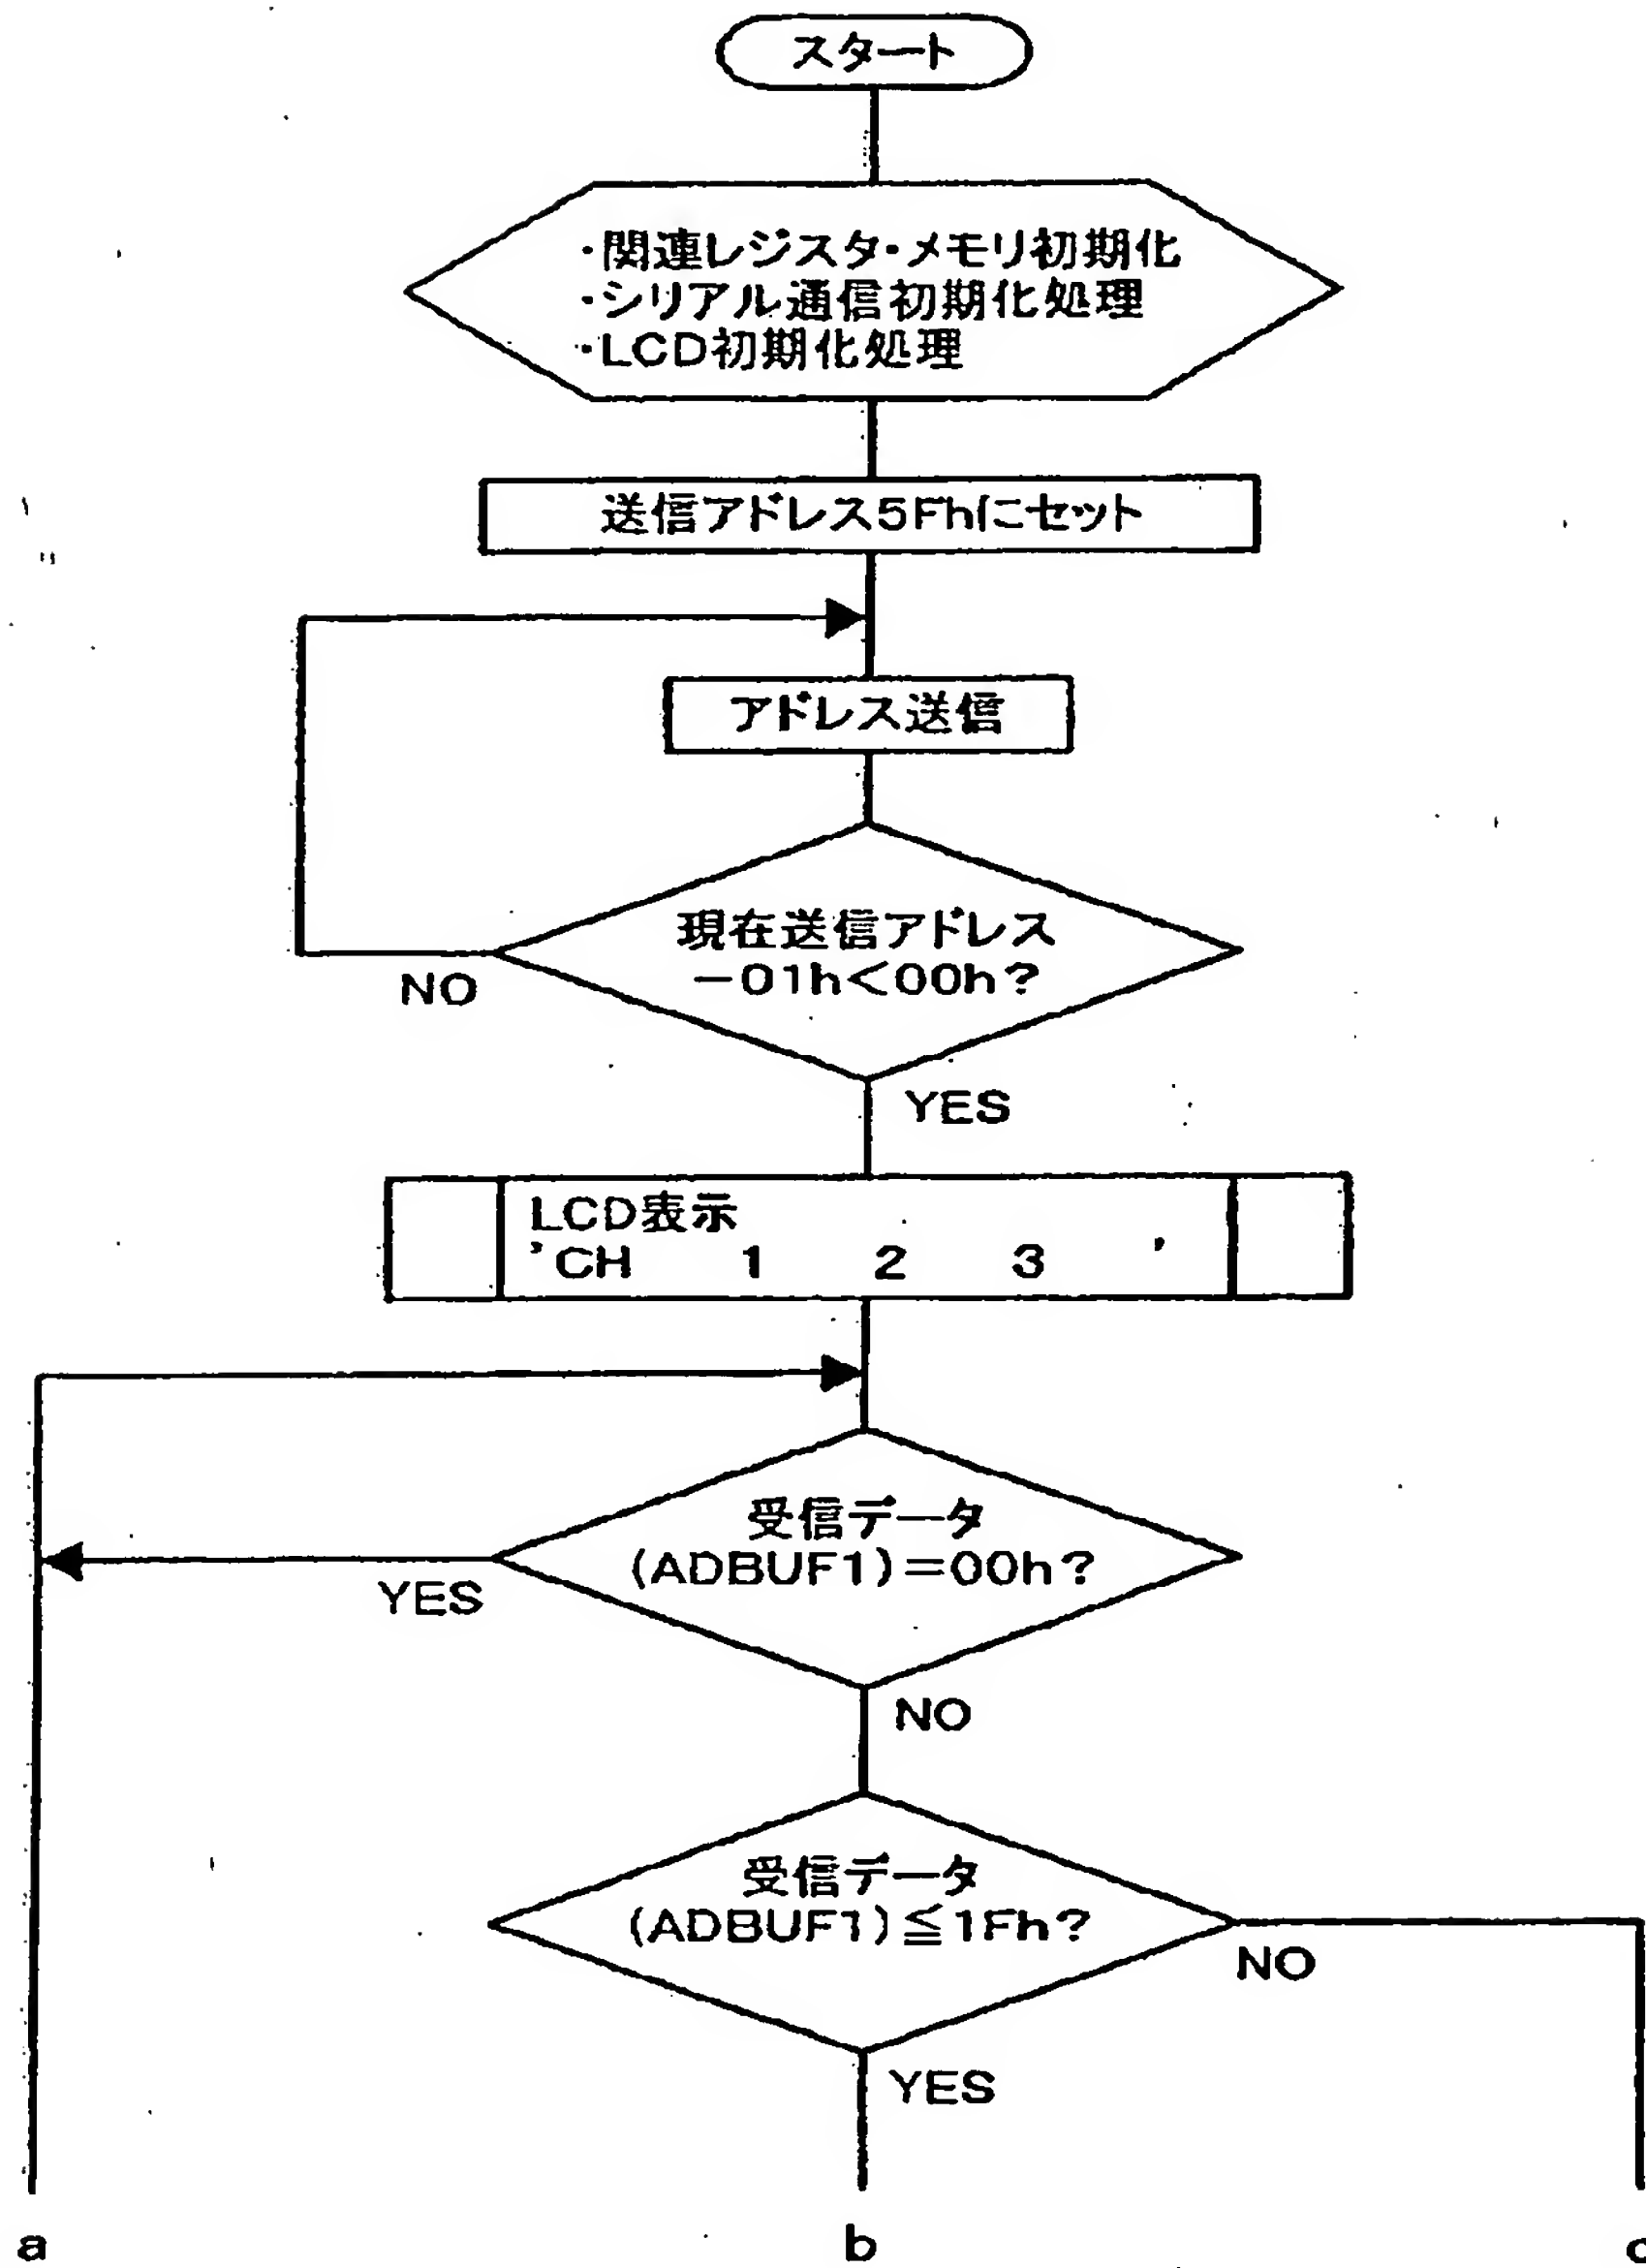 スタート
・関連レジスタ・メモリ初期化
・シリアル通信初期化処理
・LCD初期化処理
送信アドレス5Fhにセット
アドレス送信
現在送信アドレス
−01h<00h?
NO
YES
LCD表示
'CH 1 2 3 '
受信データ
(ADBUF1)=00h?
YES
NO
受信データ
(ADBUF1)≦1Fh?
NO
YES
a b